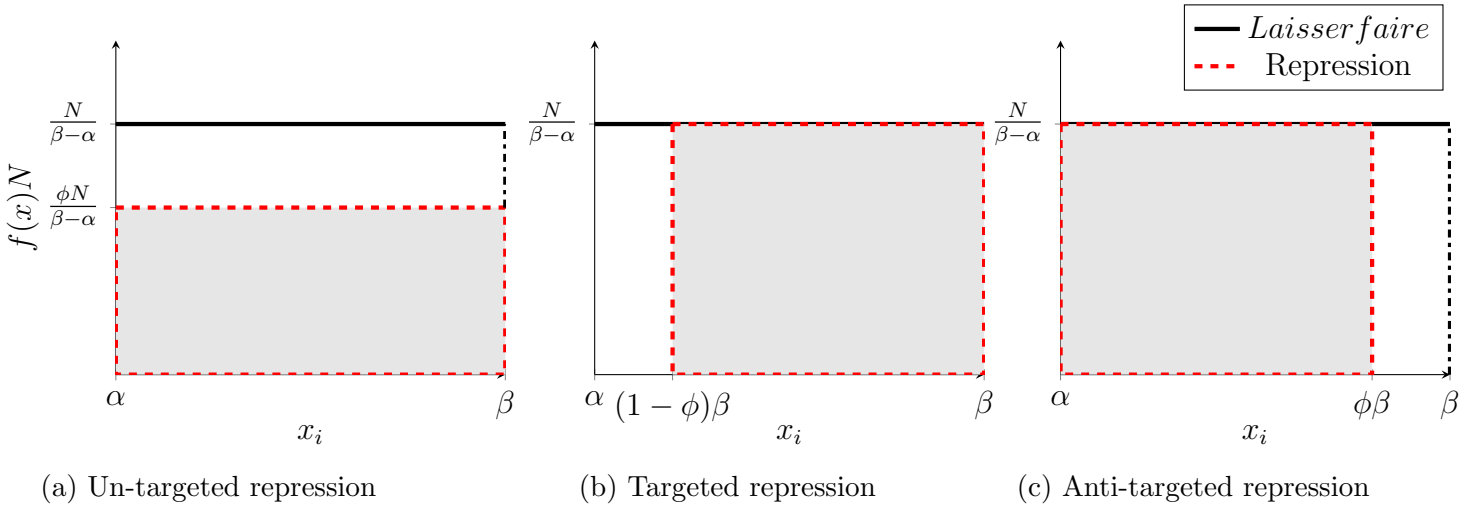 Laisserfaire
Repression
f(x)N
N/(β−α)
ϕN/(β−α)
α
β
x_i
(a) Un-targeted repression
N/(β−α)
α
(1 − ϕ)β
β
x_i
(b) Targeted repression
N/(β−α)
α
ϕβ
β
x_i
(c) Anti-targeted repression